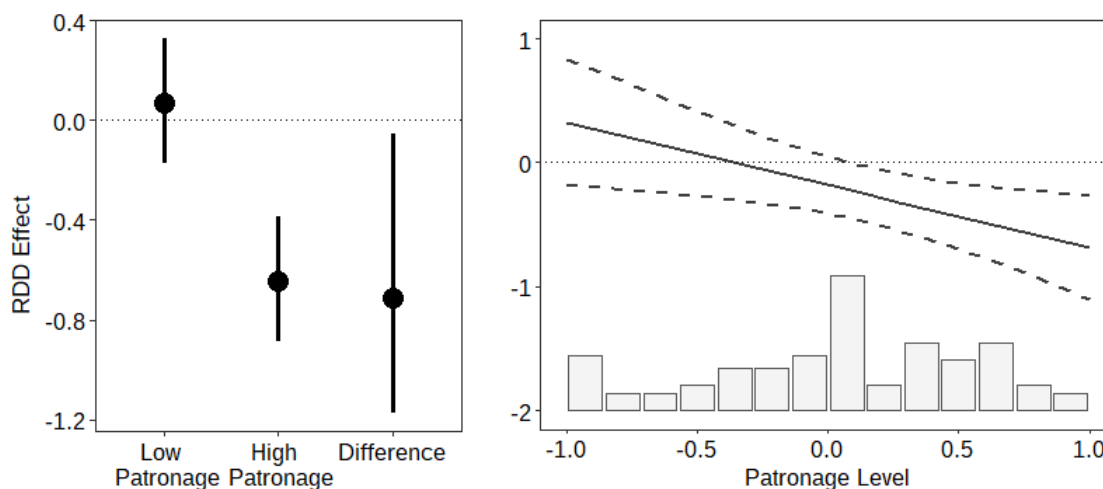 0.4
0.0
-0.4
-0.8
-1.2
RDD Effect
Low Patronage
High Patronage
Difference
1
0
-1
-2
-1.0 -0.5 0.0 0.5 1.0
Patronage Level